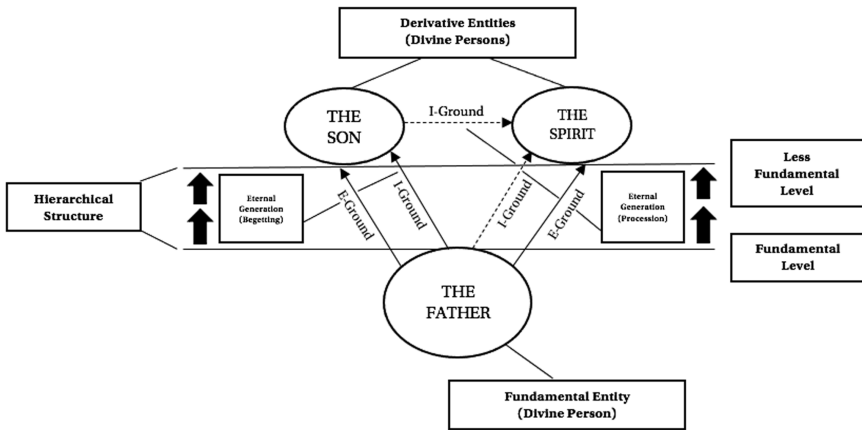 Derivative Entities
(Divine Persons)
THE
SON
I-Ground
THE
SPIRIT
Less
Fundamental
Level
Hierarchical
Structure
Eternal
Generation
(Begetting)
E-Ground
I-Ground
I-Ground
E-Ground
Eternal
Generation
(Procession)
Fundamental
Level
THE
FATHER
Fundamental Entity
(Divine Person)